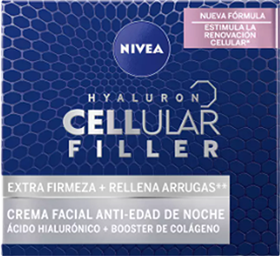 NUEVA FÓRMULA
ESTIMULA LA
RENOVACIÓN
CELULAR*
NIVEA
HYALURON
CELLULAR
FILLER
EXTRA FIRMEZA + RELLENA ARRUGAS**
CREMA FACIAL ANTI-EDAD DE NOCHE
ÁCIDO HIALURÓNICO + BOOSTER DE COLÁGENO